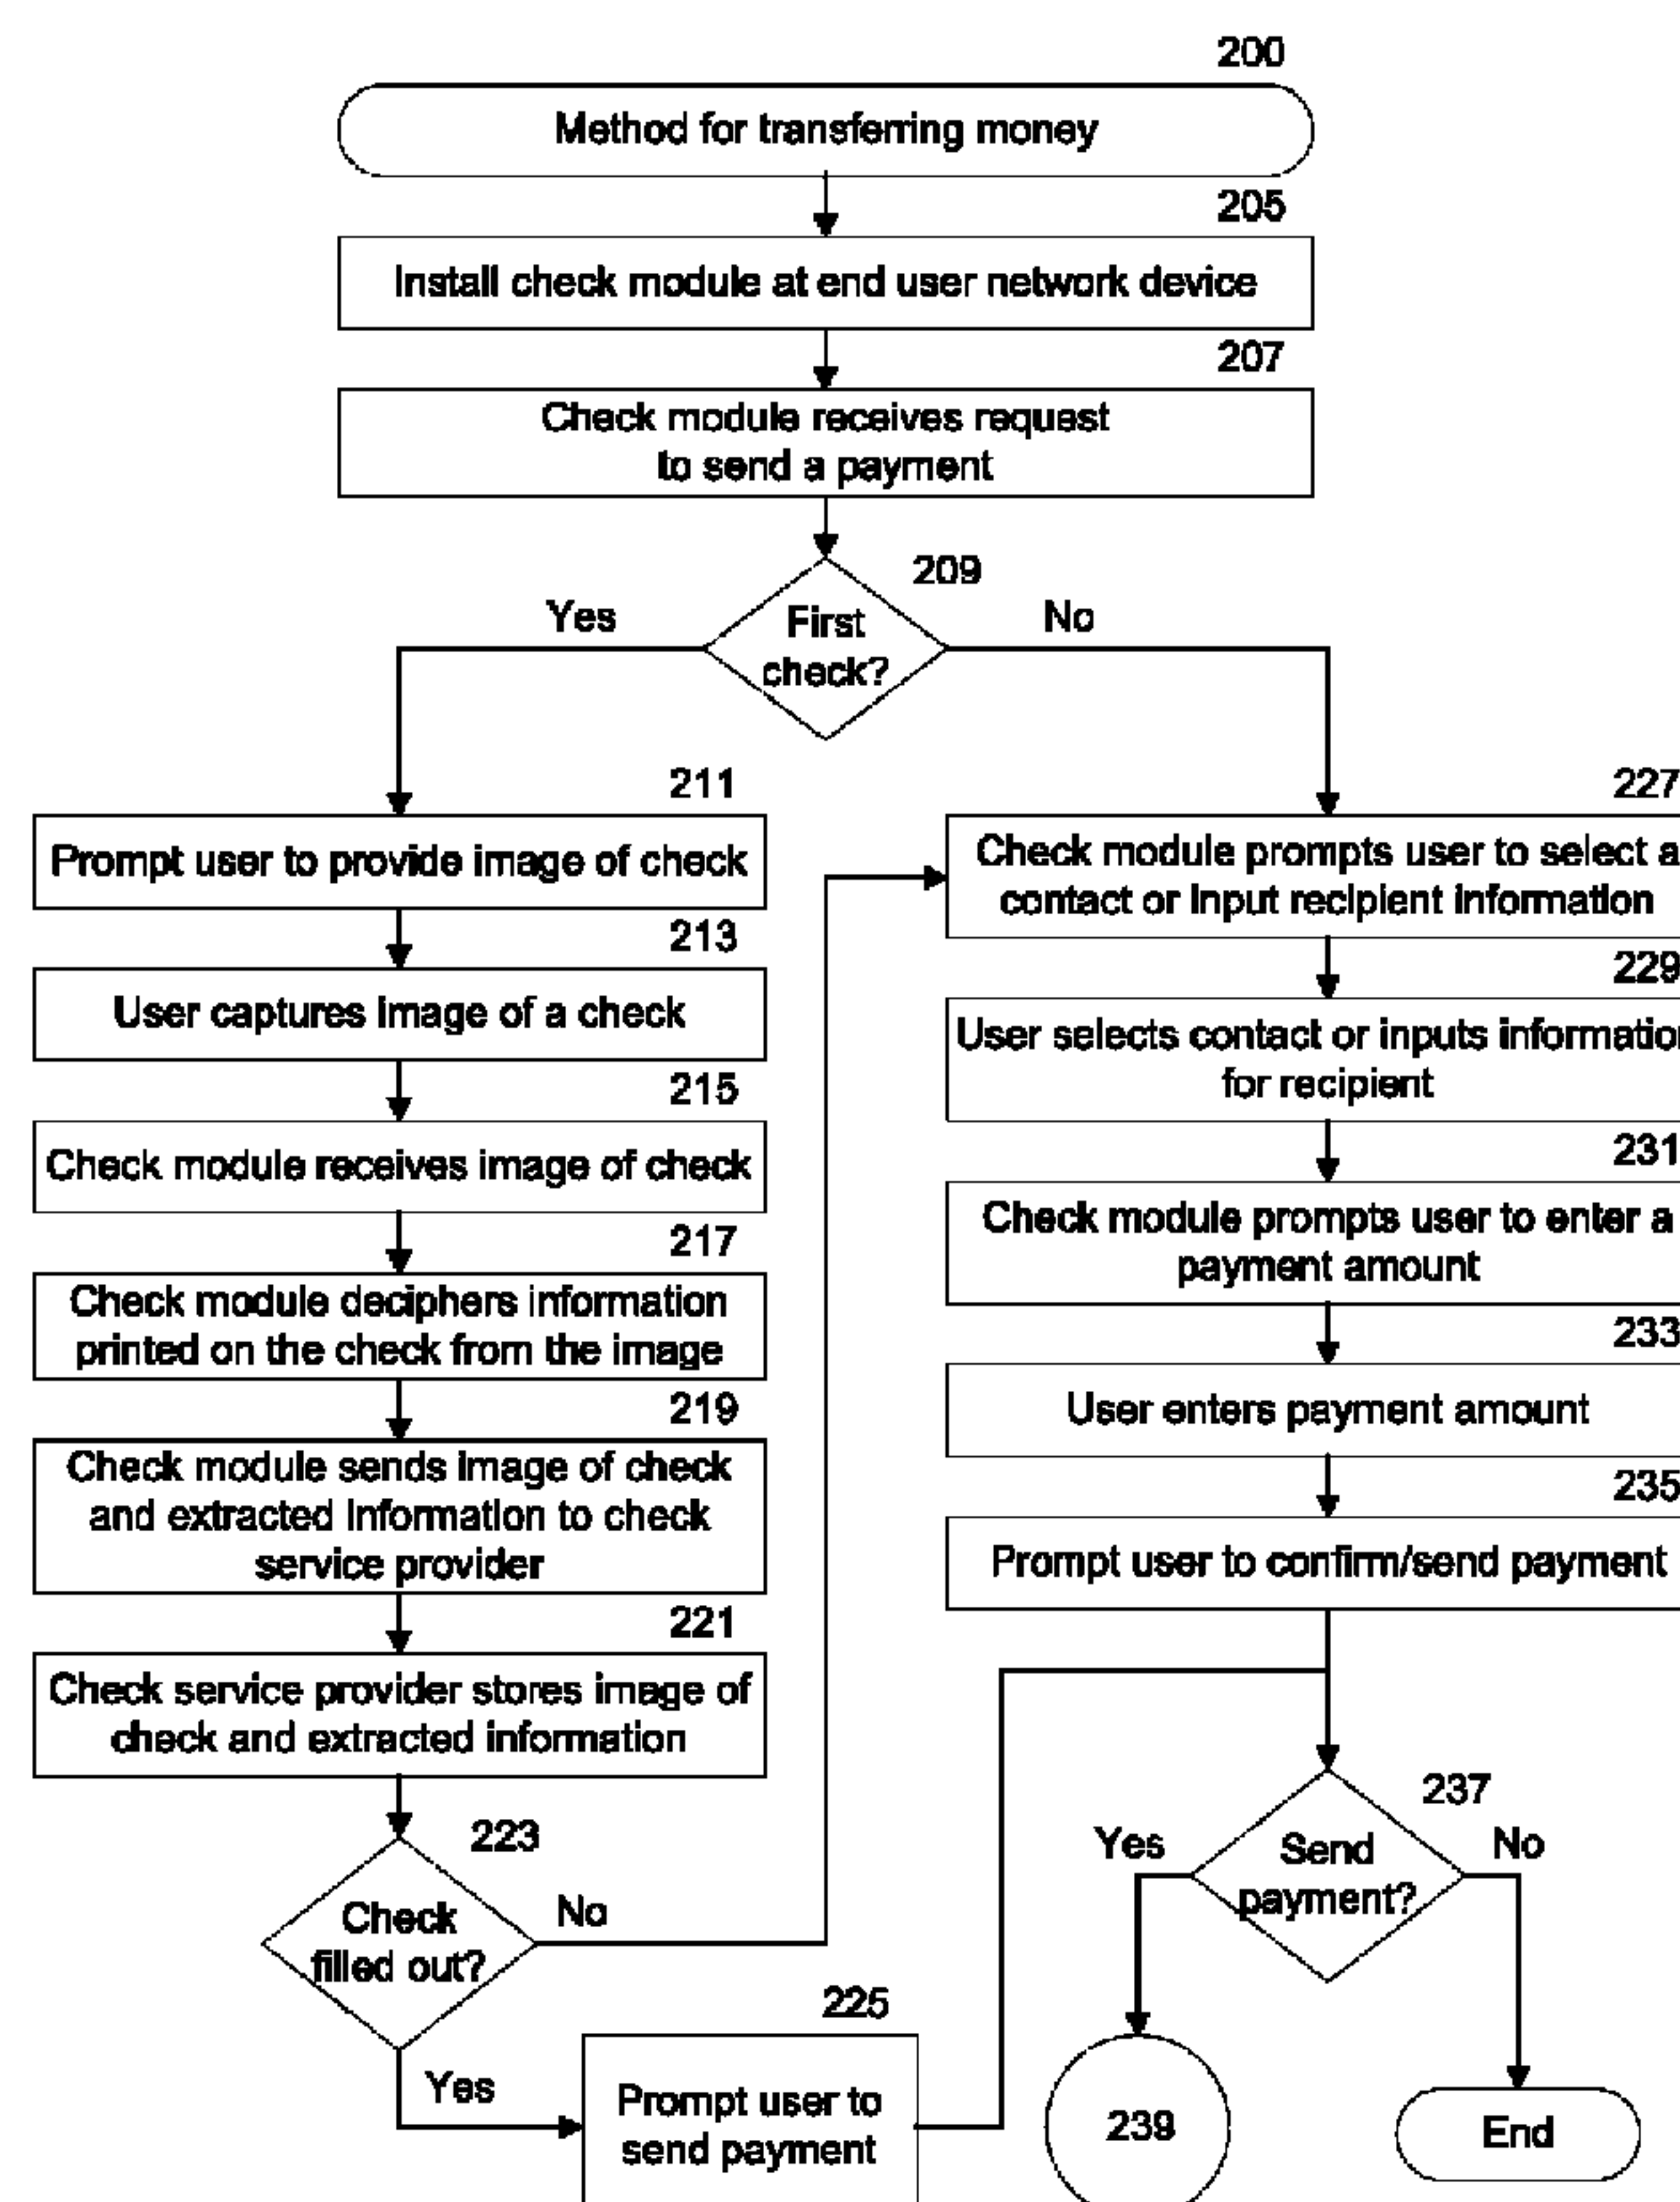 200
Method for transferring money
205
Install check module at end user network device
207
Check module receives request
to send a payment
209
First
check?
Yes
No
211
Prompt user to provide image of check
213
User captures image of a check
215
Check module receives image of check
217
Check module deciphers information
printed on the check from the image
219
Check module sends image of check
and extracted information to check
service provider
221
Check service provider stores image of
check and extracted information
223
Check
filled out?
No
Yes
225
Prompt user to
send payment
227
Check module prompts user to select a
contact or input recipient information
229
User selects contact or inputs information
for recipient
231
Check module prompts user to enter a
payment amount
233
User enters payment amount
235
Prompt user to confirm/send payment
237
Send
payment?
Yes
No
239
End